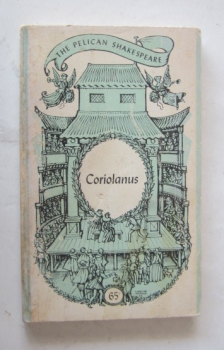 THE PELICAN SHAKESPEARE
Coriolanus
65